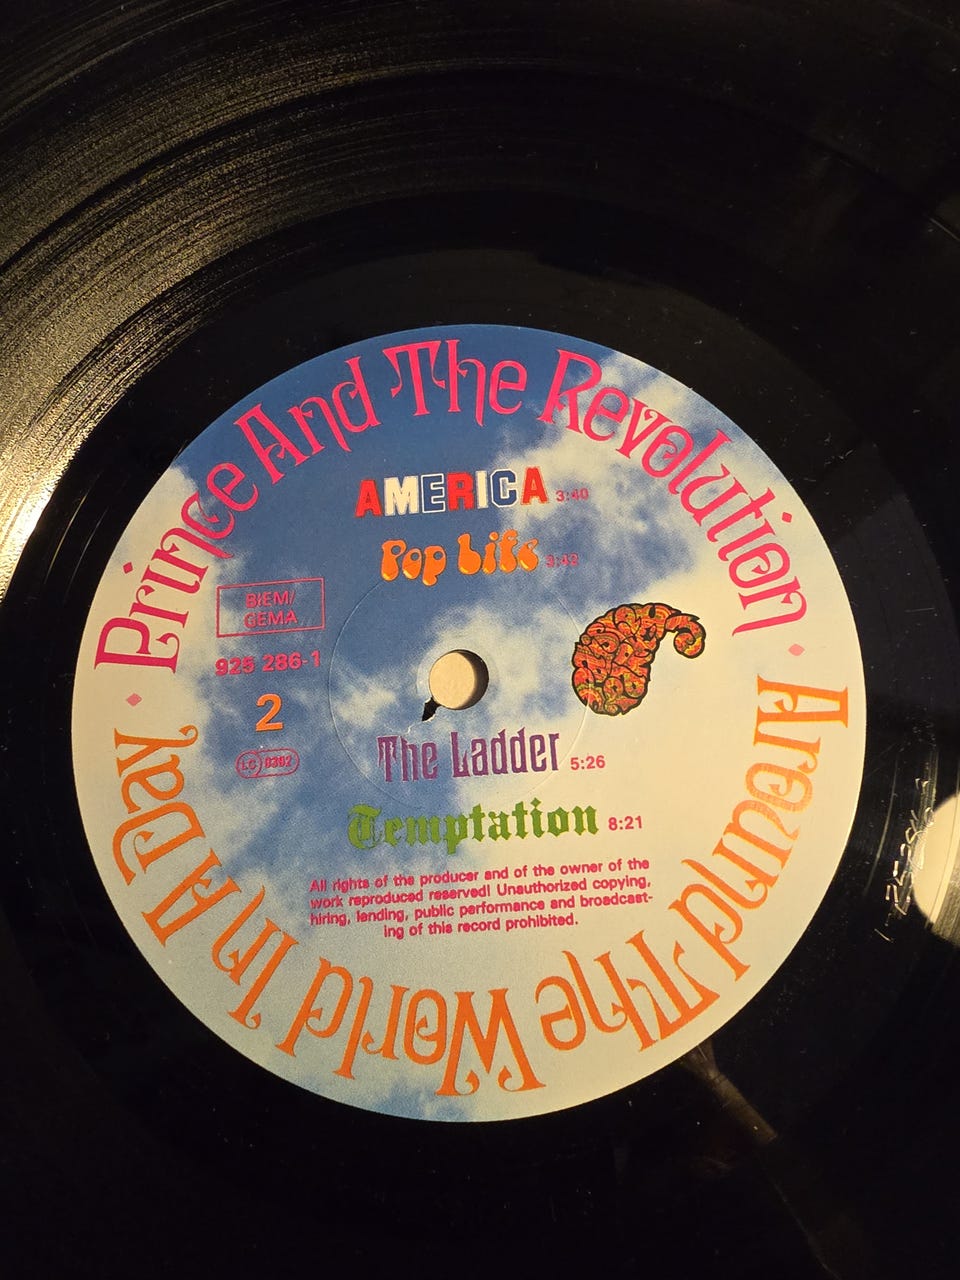 Prince And The Revolution · Around The World In A Day ·
AMERICA 3:40
Pop Life 3:42
BIEM/
GEMA
925 286-1
2
LC 0392
PAISLEY PARK
The Ladder 5:26
Temptation 8:21
All rights of the producer and of the owner of the
work reproduced reserved! Unauthorized copying,
hiring, lending, public performance and broadcast-
ing of this record prohibited.